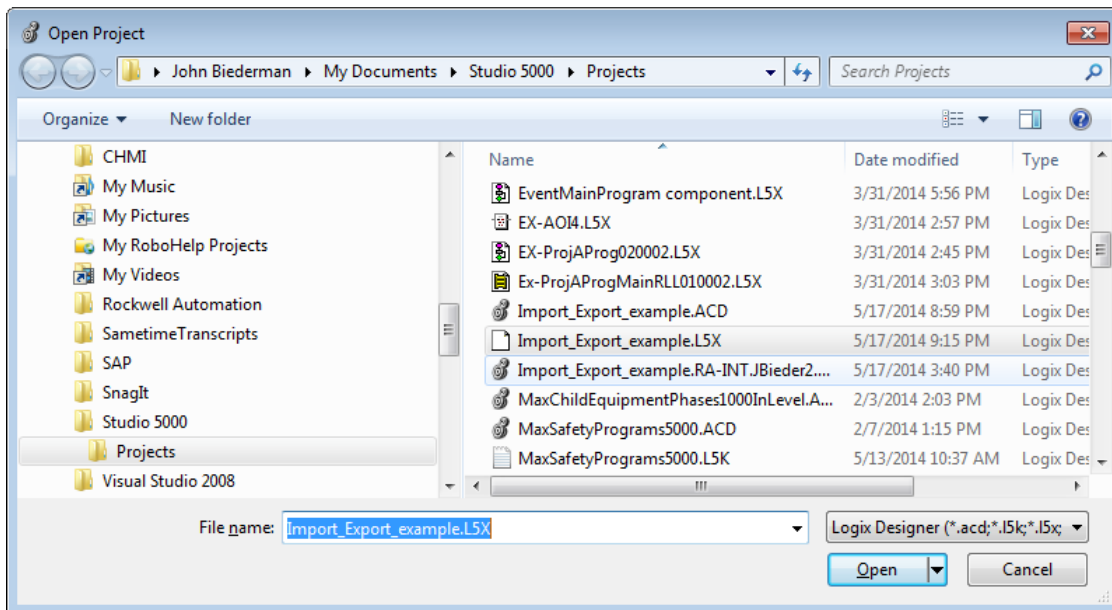 Open Project
John Biederman ▸ My Documents ▸ Studio 5000 ▸ Projects
Search Projects
Organize
New folder
CHMI
My Music
My Pictures
My RoboHelp Projects
My Videos
Rockwell Automation
SametimeTranscripts
SAP
SnagIt
Studio 5000
Projects
Visual Studio 2008
Name Date modified Type
EventMainProgram component.L5X 3/31/2014 5:56 PM Logix Des
EX-AOI4.L5X 3/31/2014 2:57 PM Logix Des
EX-ProjAProg020002.L5X 3/31/2014 2:45 PM Logix Des
Ex-ProjAProgMainRLL010002.L5X 3/31/2014 3:03 PM Logix Des
Import_Export_example.ACD 5/17/2014 8:59 PM Logix Des
Import_Export_example.L5X 5/17/2014 9:15 PM Logix Des
Import_Export_example.RA-INT.JBieder2.... 5/17/2014 3:40 PM Logix Des
MaxChildEquipmentPhases1000InLevel.A... 2/3/2014 2:03 PM Logix Des
MaxSafetyPrograms5000.ACD 2/7/2014 1:15 PM Logix Des
MaxSafetyPrograms5000.L5K 5/13/2014 10:37 AM Logix Des
File name: Import_Export_example.L5X
Logix Designer (*.acd;*.l5k;*.l5x;
Open
Cancel